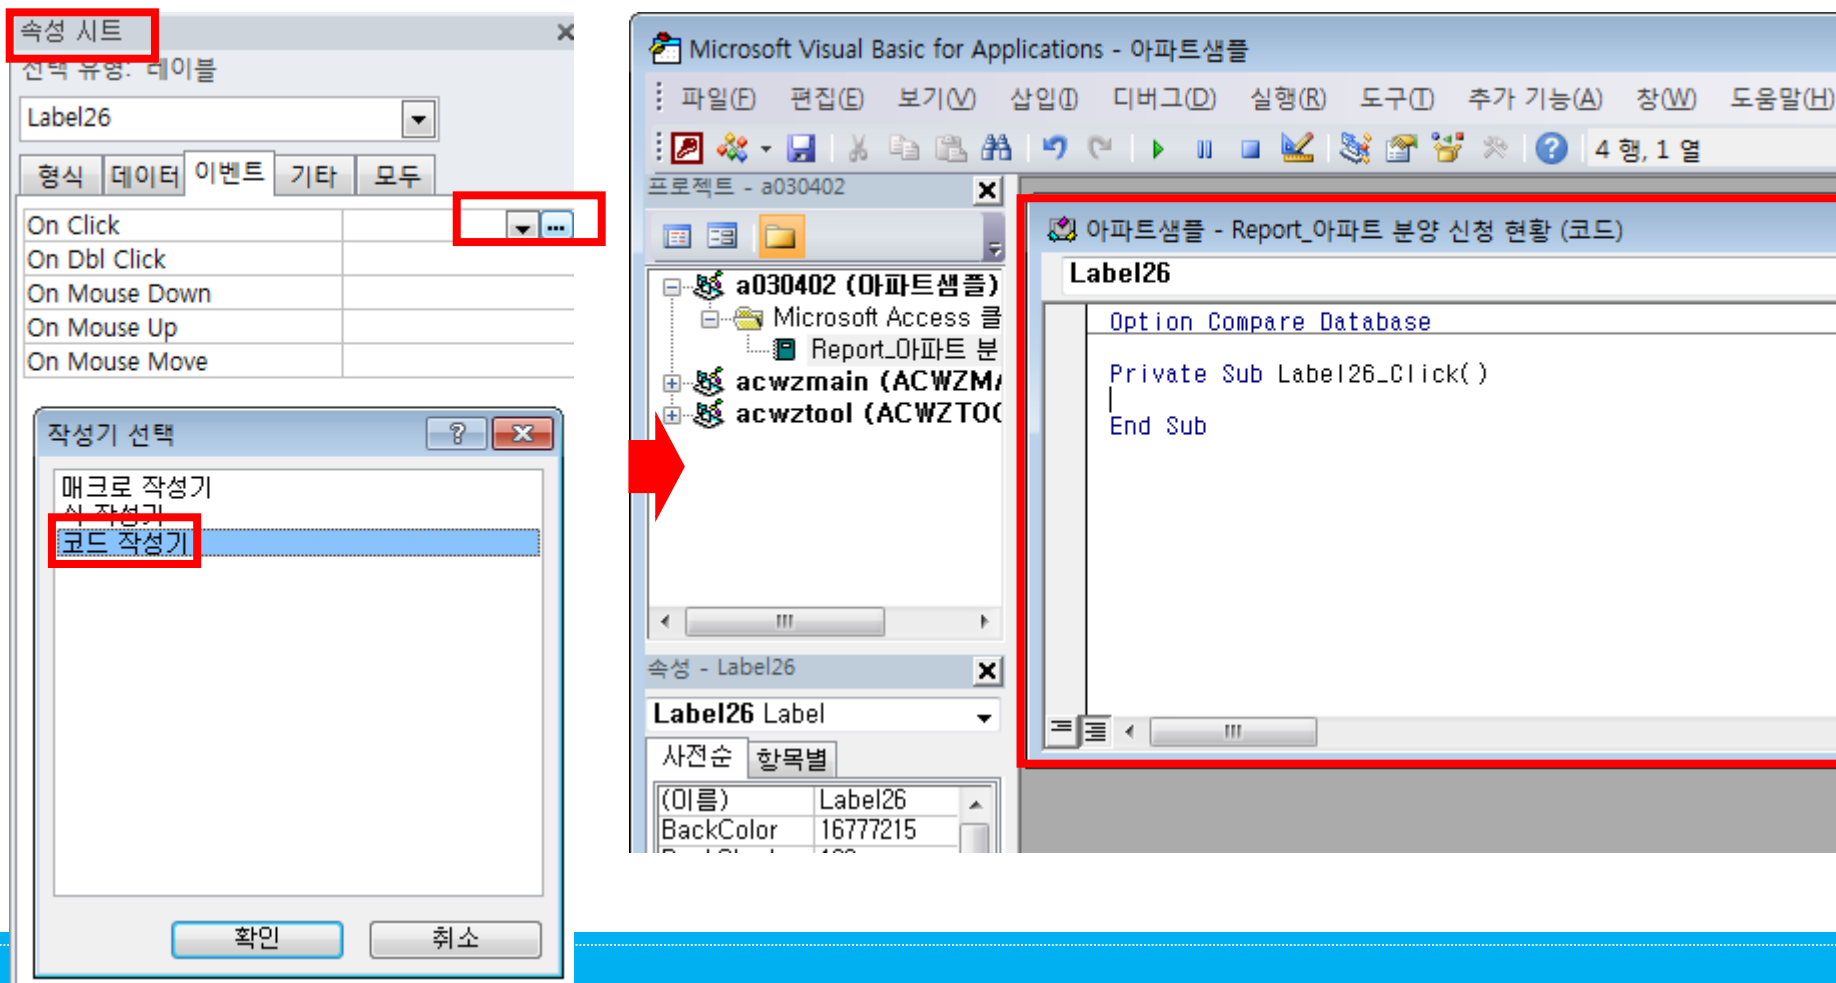 속성 시트
선택 유형: 레이블
Label26
형식 데이터 이벤트 기타 모두
On Click
On Dbl Click
On Mouse Down
On Mouse Up
On Mouse Move
작성기 선택
매크로 작성기
식 작성기
코드 작성기
확인 취소
Microsoft Visual Basic for Applications - 아파트샘플
파일(F) 편집(E) 보기(V) 삽입(I) 디버그(D) 실행(R) 도구(T) 추가 기능(A) 창(W) 도움말(H)
4 행, 1 열
프로젝트 - a030402
a030402 (아파트샘플)
Microsoft Access 클
Report_아파트 분
acwzmain (ACWZMA
acwztool (ACWZTOO
속성 - Label26
Label26 Label
사전순 항목별
(이름) Label26
BackColor 16777215
아파트샘플 - Report_아파트 분양 신청 현황 (코드)
Label26
Option Compare Database
Private Sub Label26_Click()
End Sub